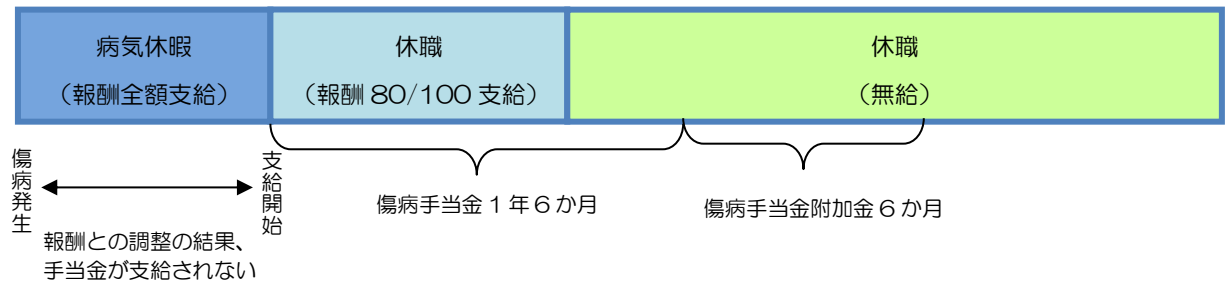 病気休暇
（報酬全額支給）
休職
（報酬 80/100 支給）
休職
（無給）
傷病発生
支給開始
報酬との調整の結果、
手当金が支給されない
傷病手当金 1 年 6 か月
傷病手当金附加金 6 か月